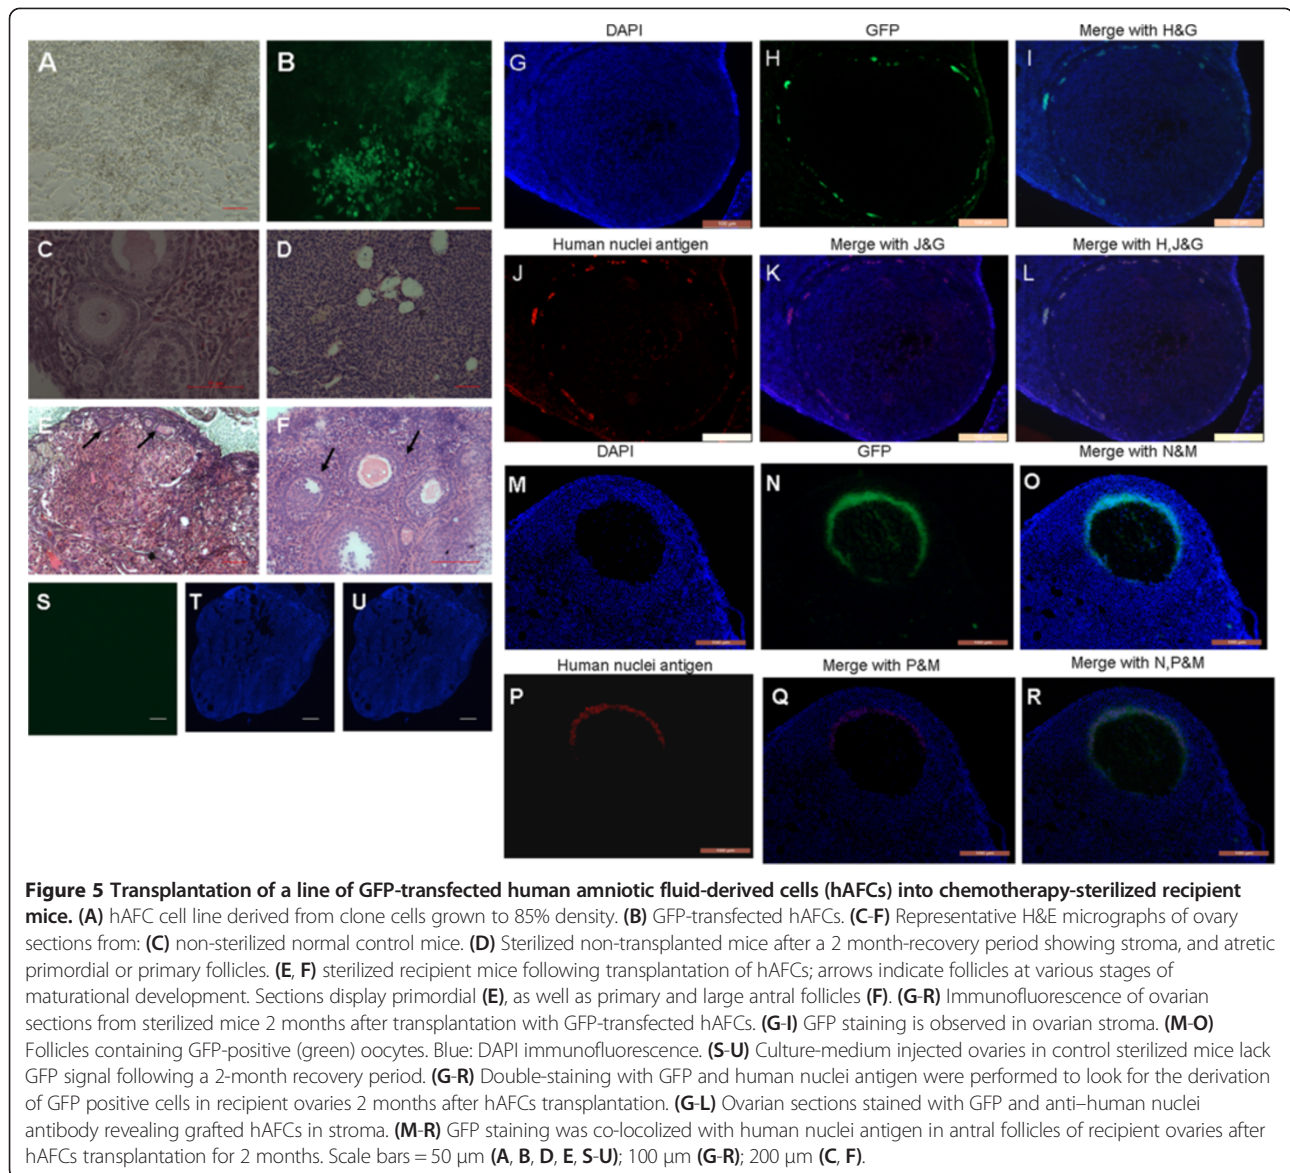 A
B
C
D
E
F
S
T
U
DAPI
GFP
Merge with H&G
G
H
I
Human nuclei antigen
Merge with J&G
Merge with H,J&G
J
K
L
DAPI
GFP
Merge with N&M
M
N
O
Human nuclei antigen
Merge with P&M
Merge with N,P&M
P
Q
R
Figure 5 Transplantation of a line of GFP-transfected human amniotic fluid-derived cells (hAFCs) into chemotherapy-sterilized recipient
mice. (A) hAFC cell line derived from clone cells grown to 85% density. (B) GFP-transfected hAFCs. (C-F) Representative H&E micrographs of ovary
sections from: (C) non-sterilized normal control mice. (D) Sterilized non-transplanted mice after a 2 month-recovery period showing stroma, and atretic
primordial or primary follicles. (E, F) sterilized recipient mice following transplantation of hAFCs; arrows indicate follicles at various stages of
maturational development. Sections display primordial (E), as well as primary and large antral follicles (F). (G-R) Immunofluorescence of ovarian
sections from sterilized mice 2 months after transplantation with GFP-transfected hAFCs. (G-I) GFP staining is observed in ovarian stroma. (M-O)
Follicles containing GFP-positive (green) oocytes. Blue: DAPI immunofluorescence. (S-U) Culture-medium injected ovaries in control sterilized mice lack
GFP signal following a 2-month recovery period. (G-R) Double-staining with GFP and human nuclei antigen were performed to look for the derivation
of GFP positive cells in recipient ovaries 2 months after hAFCs transplantation. (G-L) Ovarian sections stained with GFP and anti–human nuclei
antibody revealing grafted hAFCs in stroma. (M-R) GFP staining was co-locolized with human nuclei antigen in antral follicles of recipient ovaries after
hAFCs transplantation for 2 months. Scale bars = 50 μm (A, B, D, E, S-U); 100 μm (G-R); 200 μm (C, F).